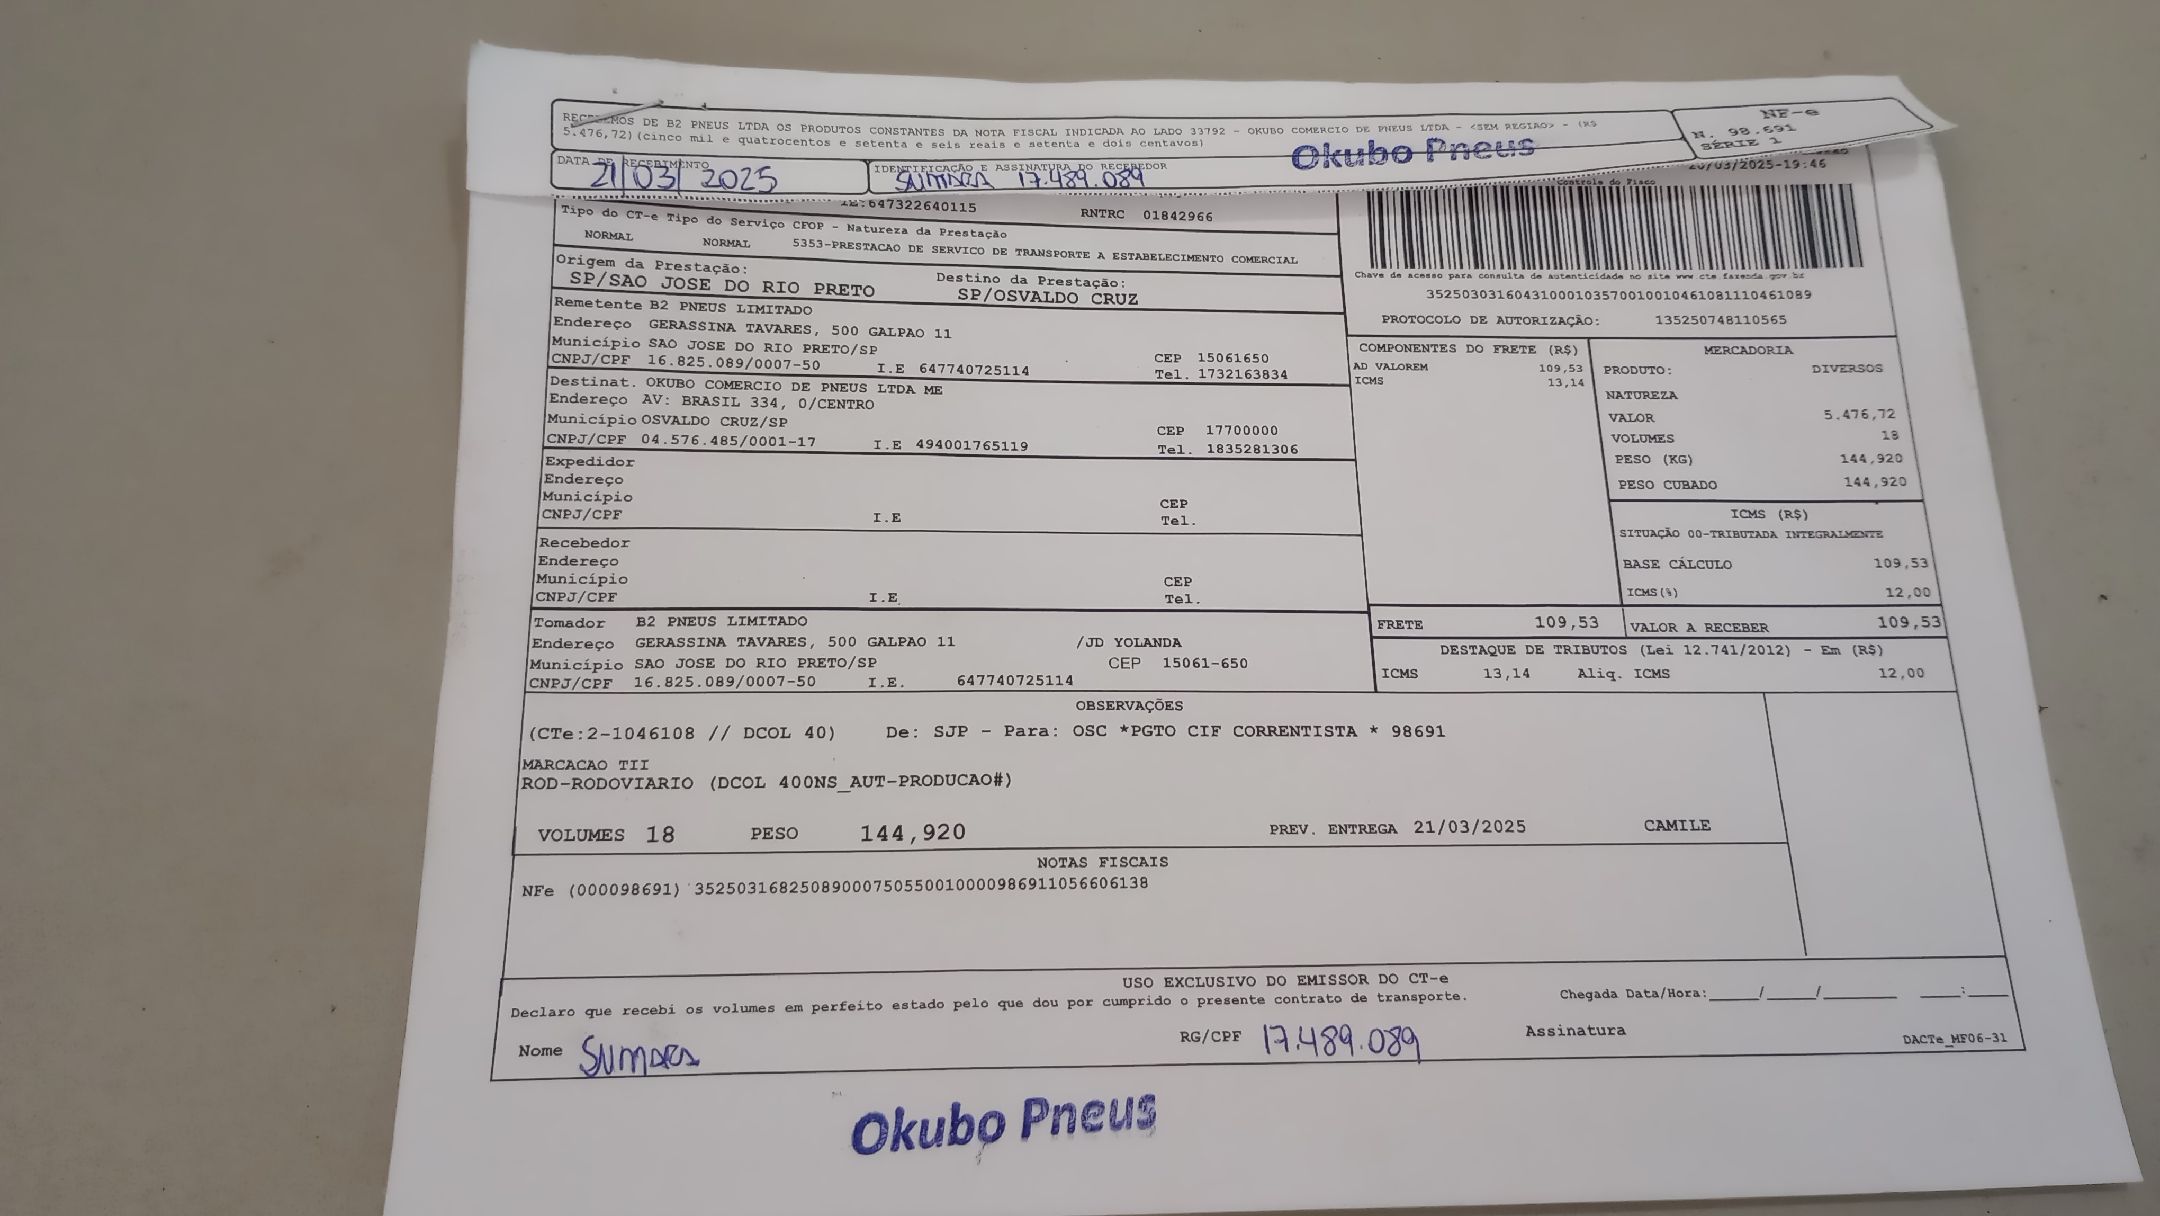 RECEBEMOS DE B2 PNEUS LTDA OS PRODUTOS CONSTANTES DA NOTA FISCAL INDICADA AO LADO 33792 - OKUBO COMERCIO DE PNEUS LTDA - <SEM REGIAO> - (R$
5.476,72) (cinco mil e quatrocentos e setenta e seis reais e setenta e dois centavos)
Okubo Pneus
NF-e
N. 98.691
SÉRIE 1
DATA DE RECEBIMENTO
21/03/2025
IDENTIFICAÇÃO E ASSINATURA DO RECEBEDOR
17.489.089
20/03/2025-19:46
IE:647322640115 RNTRC 01842966
Controle do Fisco
Tipo do CT-e Tipo do Serviço CFOP - Natureza da Prestação
NORMAL NORMAL 5353-PRESTACAO DE SERVICO DE TRANSPORTE A ESTABELECIMENTO COMERCIAL
Origem da Prestação: Destino da Prestação:
SP/SAO JOSE DO RIO PRETO SP/OSVALDO CRUZ
Chave de acesso para consulta de autenticidade no site www cte fazenda gov.br
35250303160431000103570010010461081110461089
PROTOCOLO DE AUTORIZAÇÃO: 135250748110565
Remetente B2 PNEUS LIMITADO
Endereço GERASSINA TAVARES, 500 GALPAO 11
Município SAO JOSE DO RIO PRETO/SP CEP 15061650
CNPJ/CPF 16.825.089/0007-50 I.E 647740725114 Tel. 1732163834
Destinat. OKUBO COMERCIO DE PNEUS LTDA ME
Endereço AV: BRASIL 334, 0/CENTRO
Município OSVALDO CRUZ/SP CEP 17700000
CNPJ/CPF 04.576.485/0001-17 I.E 494001765119 Tel. 1835281306
Expedidor
Endereço
Município CEP
CNPJ/CPF I.E Tel.
Recebedor
Endereço
Município CEP
CNPJ/CPF I.E Tel.
Tomador B2 PNEUS LIMITADO
Endereço GERASSINA TAVARES, 500 GALPAO 11 /JD YOLANDA
Município SAO JOSE DO RIO PRETO/SP CEP 15061-650
CNPJ/CPF 16.825.089/0007-50 I.E. 647740725114
COMPONENTES DO FRETE (R$)
AD VALOREM 109,53
ICMS 13,14
MERCADORIA
PRODUTO: DIVERSOS
NATUREZA
VALOR 5.476,72
VOLUMES 18
PESO (KG) 144,920
PESO CUBADO 144,920
ICMS (R$)
SITUAÇÃO 00-TRIBUTADA INTEGRALMENTE
BASE CÁLCULO 109,53
ICMS(%) 12,00
FRETE 109,53 VALOR A RECEBER 109,53
DESTAQUE DE TRIBUTOS (Lei 12.741/2012) - Em (R$)
ICMS 13,14 Aliq. ICMS 12,00
OBSERVAÇÕES
(CTe:2-1046108 // DCOL 40) De: SJP - Para: OSC *PGTO CIF CORRENTISTA * 98691
MARCACAO TII
ROD-RODOVIARIO (DCOL 400NS_AUT-PRODUCAO#)
VOLUMES 18 PESO 144,920 PREV. ENTREGA 21/03/2025 CAMILE
NOTAS FISCAIS
NFe (000098691) 35250316825089000750550010000986911056606138
USO EXCLUSIVO DO EMISSOR DO CT-e
Declaro que recebi os volumes em perfeito estado pelo que dou por cumprido o presente contrato de transporte. Chegada Data/Hora:_____/_____/________ ____:____
Nome RG/CPF 17.489.089 Assinatura
DACTe_MF06-31
Okubo Pneus